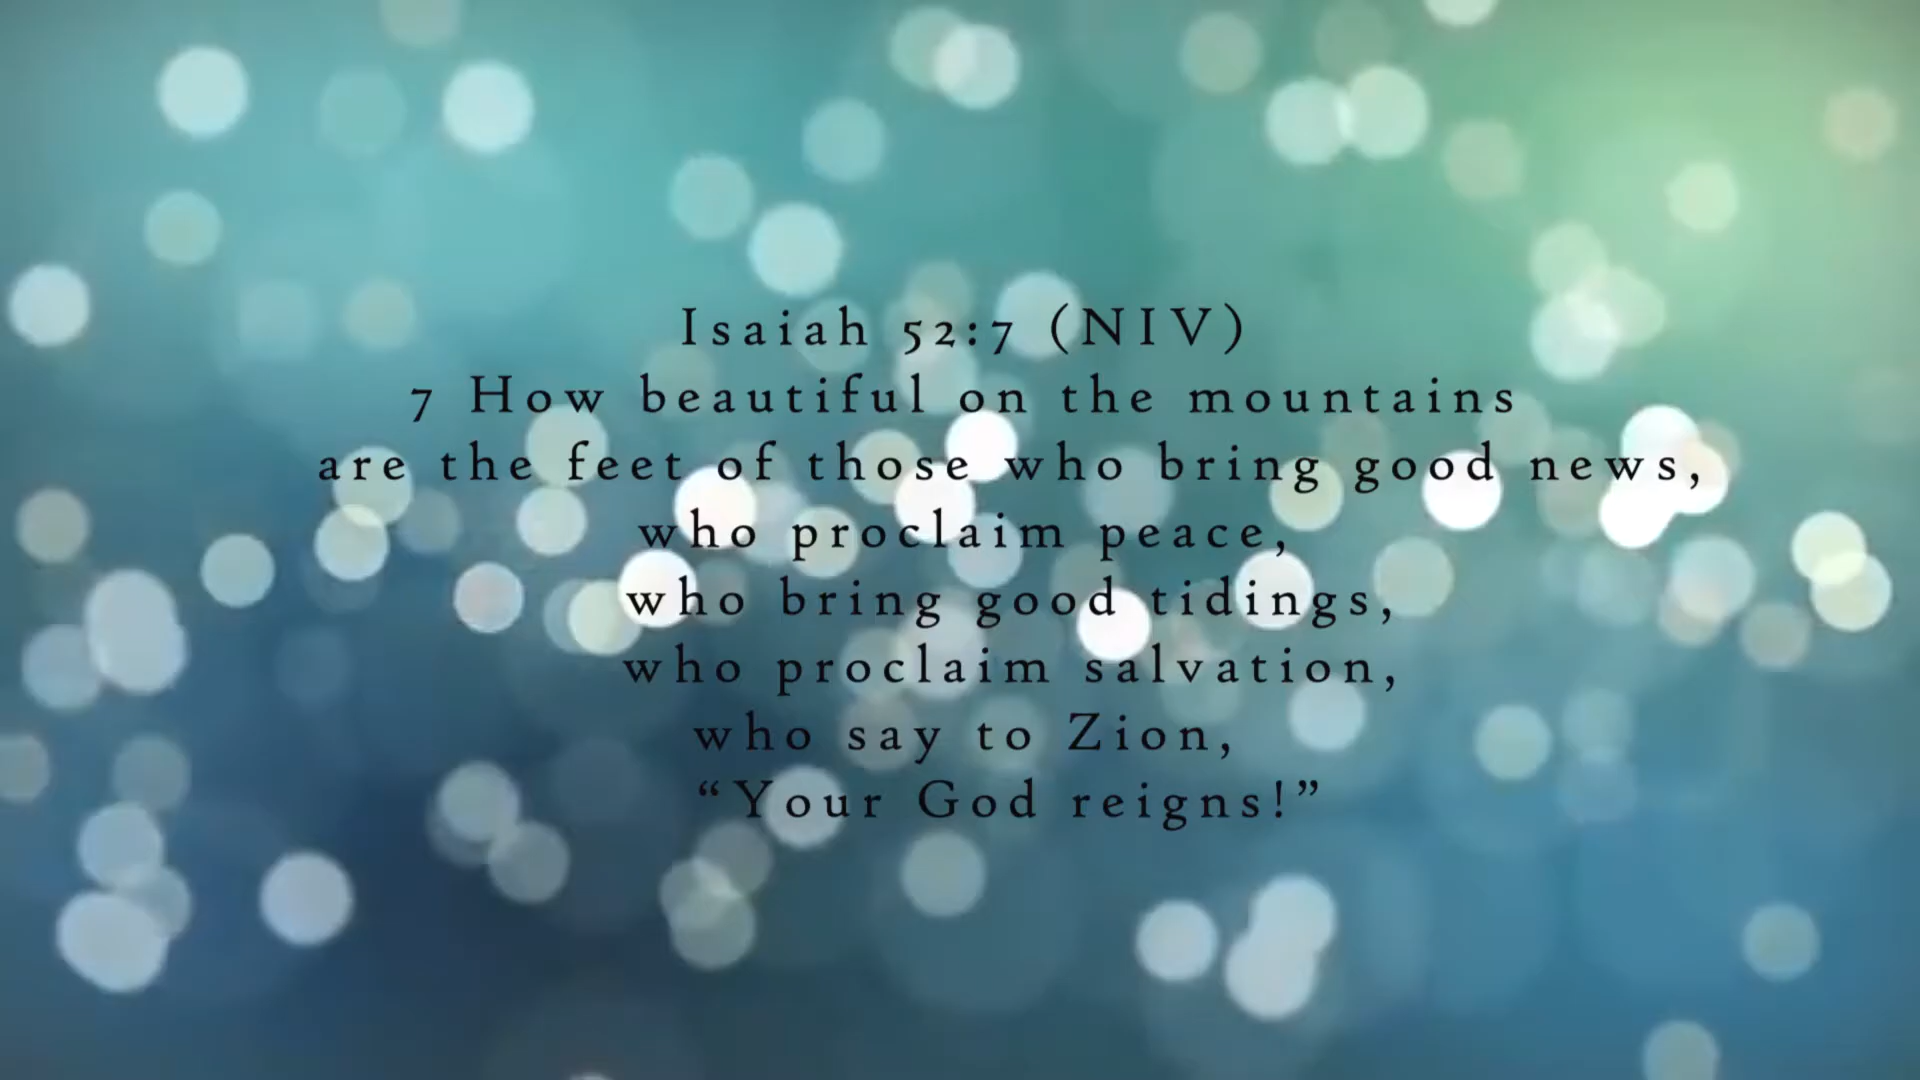 Isaiah 52:7 (NIV)
7 How beautiful on the mountains
are the feet of those who bring good news,
who proclaim peace,
who bring good tidings,
who proclaim salvation,
who say to Zion,
“Your God reigns!”